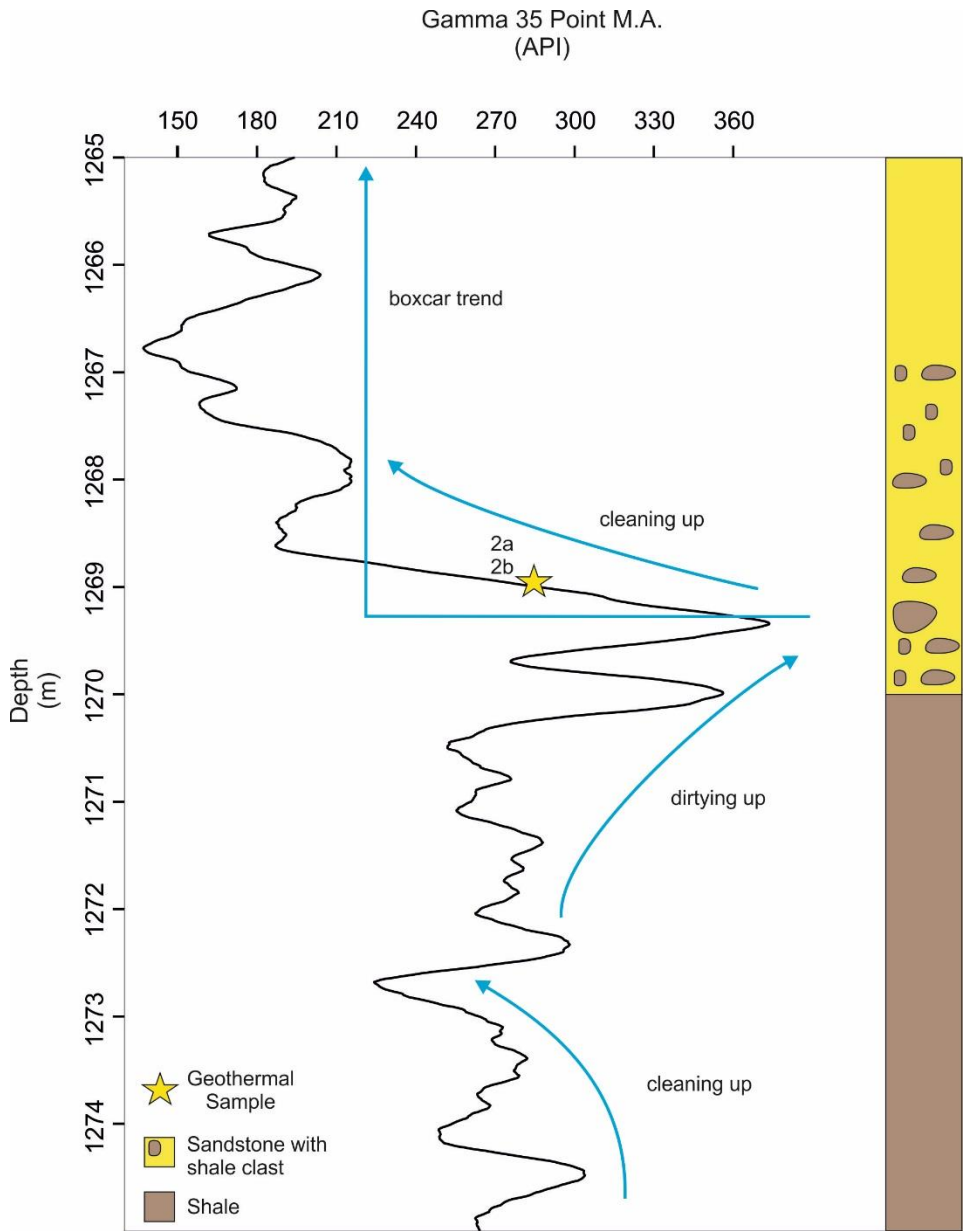 Gamma 35 Point M.A.
(API)
150 180 210 240 270 300 330 360
1265
1266
boxcar trend
1267
1268
cleaning up
2a
2b
1269
Depth
(m)
1270
1271
dirtying up
1272
1273
cleaning up
1274
Geothermal
Sample
Sandstone with
shale clast
Shale